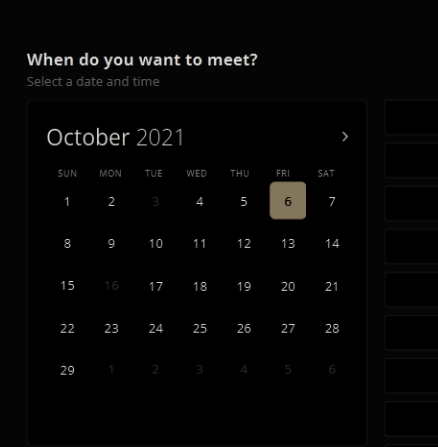 When do you want to meet?
Select a date and time
October 2021
SUN MON TUE WED THU FRI SAT
1 2 3 4 5 6 7
8 9 10 11 12 13 14
15 16 17 18 19 20 21
22 23 24 25 26 27 28
29 1 2 3 4 5 6